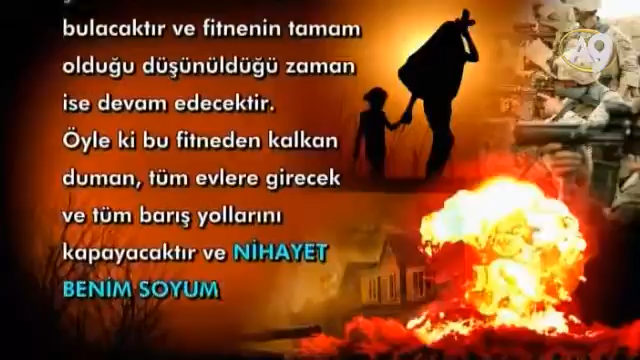 bulacaktır ve fitnenin tamam
olduğu düşünüldüğü zaman
ise devam edecektir.
Öyle ki bu fitneden kalkan
duman, tüm evlere girecek
ve tüm barış yollarını
kapayacaktır ve NİHAYET
BENİM SOYUM
A9